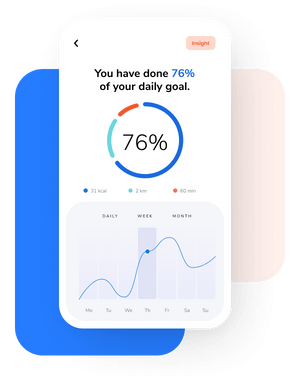 Insight
You have done 76%
of your daily goal.
76%
31 kcal
2 km
60 min
DAILY
WEEK
MONTH
Mo
Tu
We
Th
Fr
Sa
Su